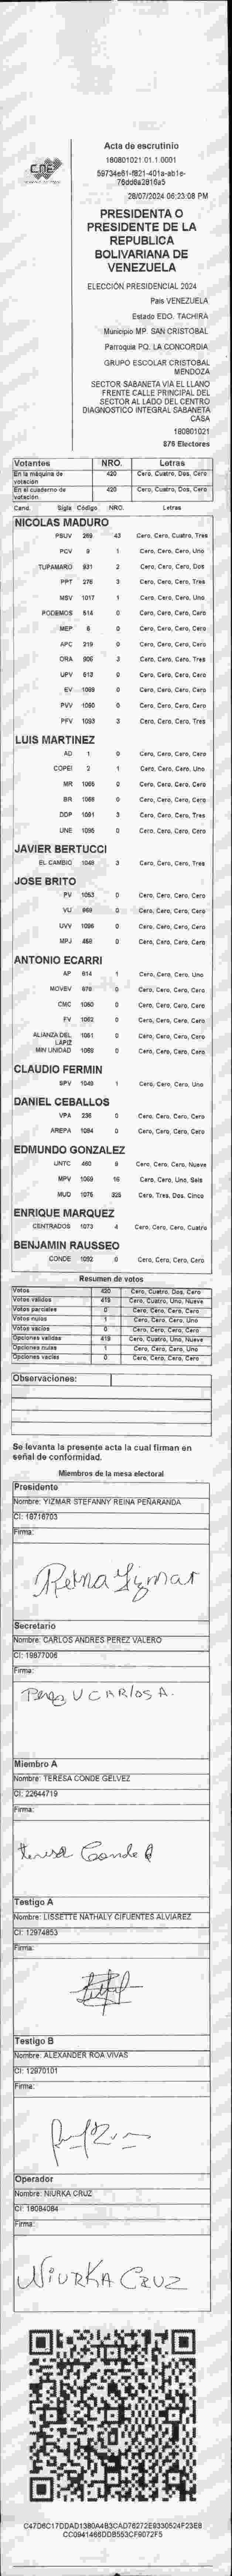 CNE
Acta de escrutinio
180801021.01.1.0001
59734e61-f821-401a-ab1e-
76dd6a2816a5
28/07/2024 06:23:08 PM
PRESIDENTA O
PRESIDENTE DE LA
REPUBLICA
BOLIVARIANA DE
VENEZUELA
ELECCIÓN PRESIDENCIAL 2024
País VENEZUELA
Estado EDO. TACHIRA
Municipio MP. SAN CRISTOBAL
Parroquia PQ. LA CONCORDIA
GRUPO ESCOLAR CRISTOBAL
MENDOZA
SECTOR SABANETA VIA EL LLANO
FRENTE CALLE PRINCIPAL DEL
SECTOR AL LADO DEL CENTRO
DIAGNOSTICO INTEGRAL SABANETA
CASA
180801021
876 Electores
Votantes NRO. Letras
En la máquina de votación 420 Cero, Cuatro, Dos, Cero
En el cuaderno de votación 420 Cero, Cuatro, Dos, Cero
Cand. Sigla Código NRO. Letras
NICOLAS MADURO
PSUV 269 43 Cero, Cero, Cuatro, Tres
PCV 9 1 Cero, Cero, Cero, Uno
TUPAMARO 931 2 Cero, Cero, Cero, Dos
PPT 276 3 Cero, Cero, Cero, Tres
MSV 1017 1 Cero, Cero, Cero, Uno
PODEMOS 514 0 Cero, Cero, Cero, Cero
MEP 6 0 Cero, Cero, Cero, Cero
APC 219 0 Cero, Cero, Cero, Cero
ORA 906 3 Cero, Cero, Cero, Tres
UPV 613 0 Cero, Cero, Cero, Cero
EV 1069 0 Cero, Cero, Cero, Cero
PVV 1050 0 Cero, Cero, Cero, Cero
PFV 1093 3 Cero, Cero, Cero, Tres
LUIS MARTINEZ
AD 1 0 Cero, Cero, Cero, Cero
COPEI 2 1 Cero, Cero, Cero, Uno
MR 1065 0 Cero, Cero, Cero, Cero
BR 1068 0 Cero, Cero, Cero, Cero
DDP 1091 3 Cero, Cero, Cero, Tres
UNE 1095 0 Cero, Cero, Cero, Cero
JAVIER BERTUCCI
EL CAMBIO 1048 3 Cero, Cero, Cero, Tres
JOSE BRITO
PV 1053 0 Cero, Cero, Cero, Cero
VU 969 0 Cero, Cero, Cero, Cero
UVV 1096 0 Cero, Cero, Cero, Cero
MPJ 458 0 Cero, Cero, Cero, Cero
ANTONIO ECARRI
AP 614 1 Cero, Cero, Cero, Uno
MOVEV 679 0 Cero, Cero, Cero, Cero
CMC 1060 0 Cero, Cero, Cero, Cero
FV 1062 0 Cero, Cero, Cero, Cero
ALIANZA DEL LAPIZ 1051 0 Cero, Cero, Cero, Cero
MIN UNIDAD 1069 0 Cero, Cero, Cero, Cero
CLAUDIO FERMIN
SPV 1049 1 Cero, Cero, Cero, Uno
DANIEL CEBALLOS
VPA 236 0 Cero, Cero, Cero, Cero
AREPA 1094 0 Cero, Cero, Cero, Cero
EDMUNDO GONZALEZ
UNTC 460 9 Cero, Cero, Cero, Nueve
MPV 1069 16 Cero, Cero, Uno, Seis
MUD 1075 325 Cero, Tres, Dos, Cinco
ENRIQUE MARQUEZ
CENTRADOS 1073 4 Cero, Cero, Cero, Cuatro
BENJAMIN RAUSSEO
CONDE 1092 0 Cero, Cero, Cero, Cero
Resumen de votos
Votos 420 Cero, Cuatro, Dos, Cero
Votos validos 419 Cero, Cuatro, Uno, Nueve
Votos parciales 0 Cero, Cero, Cero, Cero
Votos nulos 1 Cero, Cero, Cero, Uno
Votos vacios 0 Cero, Cero, Cero, Cero
Opciones validas 419 Cero, Cuatro, Uno, Nueve
Opciones nulas 1 Cero, Cero, Cero, Uno
Opciones vacias 0 Cero, Cero, Cero, Cero
Observaciones:
Se levanta la presente acta la cual firman en
señal de conformidad.
Miembros de la mesa electoral
Presidente
Nombre: YIZMAR STEFANNY REINA PEÑARANDA
CI: 18716703
Firma:
Reina Yizmar
Secretario
Nombre: CARLOS ANDRES PEREZ VALERO
CI: 19877006
Firma:
Perez V CARlos A.
Miembro A
Nombre: TERESA CONDE GELVEZ
CI: 22644719
Firma:
teresa Conde G
Testigo A
Nombre: LISSETTE NATHALY CIFUENTES ALVIAREZ
CI: 12974853
Firma:
Testigo B
Nombre: ALEXANDER ROA VIVAS
CI: 12970101
Firma:
Operador
Nombre: NIURKA CRUZ
CI: 18084084
Firma:
NiURKA CRUZ
C47D6C17DDAD1380A4B3CAD76272E9330524F23E8
CC0941466DDB553CF9072F5